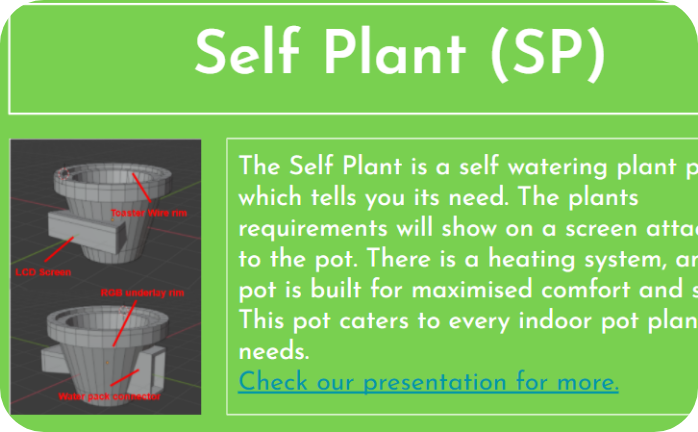 Self Plant (SP)
Toaster Wire rim
LCD Screen
RGB underlay rim
Water pack connector
The Self Plant is a self watering plant p
which tells you its need. The plants
requirements will show on a screen attac
to the pot. There is a heating system, an
pot is built for maximised comfort and s
This pot caters to every indoor pot plan
needs.
Check our presentation for more.